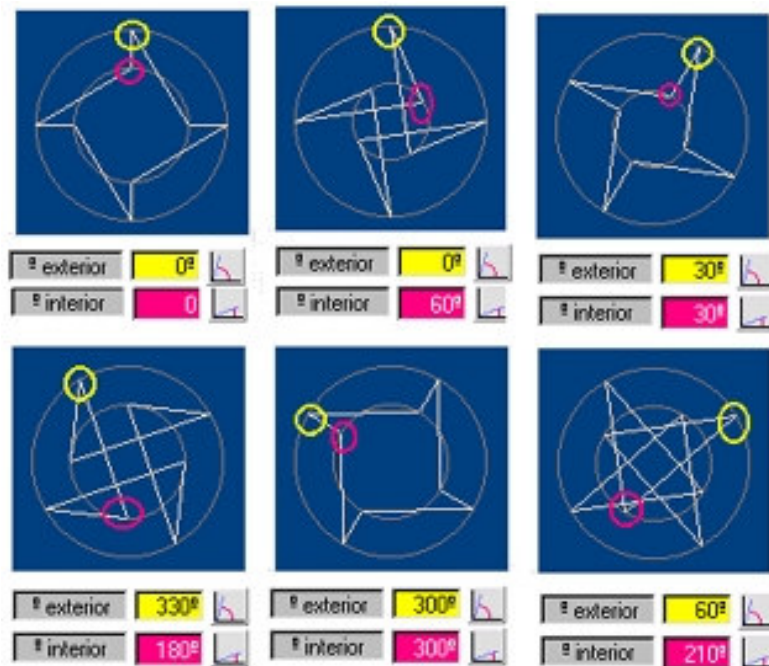 º exterior 0º
º interior 0
º exterior 0º
º interior 60º
º exterior 30º
º interior 30º
º exterior 330º
º interior 180º
º exterior 300º
º interior 300º
º exterior 60º
º interior 210º